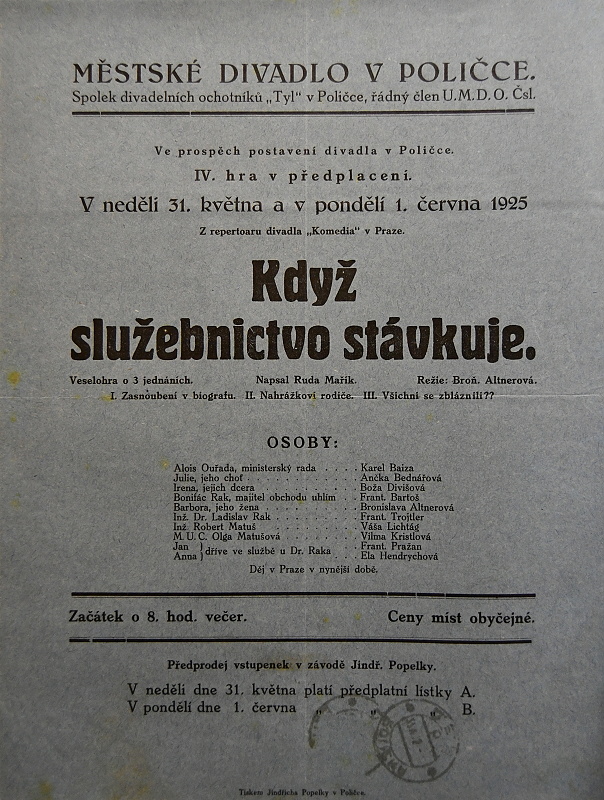 MĚSTSKÉ DIVADLO V POLIČCE.
Spolek divadelních ochotníků „Tyl“ v Poličce, řádný člen U. M. D. O. Čsl.
Ve prospěch postavení divadla v Poličce.
IV. hra v předplacení.
V neděli 31. května a v pondělí 1. června 1925
Z repertoaru divadla „Komedia“ v Praze.
Když
služebnictvo stávkuje.
Veselohra o 3 jednáních. Napsal Ruda Mařík. Režie: Broň. Altnerová.
I. Zasnoubení v biografu. II. Nahrážkoví rodiče. III. Všichni se zbláznili??
OSOBY:
Alois Ouřada, ministerský rada . . . . Karel Baiza
Julie, jeho choť . . . . . . . . . . . . Ančka Bednářová
Irena, jejich dcera . . . . . . . . . . . Boža Divišová
Bonifác Rak, majitel obchodu uhlím . . Frant. Bartoš
Barbora, jeho žena . . . . . . . . . . Bronislava Altnerová
Inž. Dr. Ladislav Rak . . . . . . . . . Frant. Trojtler
Inž. Robert Matuš . . . . . . . . . . Váša Lichtág
M. U. C. Olga Matušová . . . . . . . Vilma Kristlová
Jan } dříve ve službě u Dr. Raka . . Frant. Pražan
Anna } . . Ela Hendrychová
Děj v Praze v nynější době.
Začátek o 8. hod. večer. Ceny míst obyčejné.
Předprodej vstupenek v závodě Jindř. Popelky.
V neděli dne 31. května platí předplatní lístky A.
V pondělí dne 1. června „ „ „ B.
Tiskem Jindřicha Popelky v Poličce.